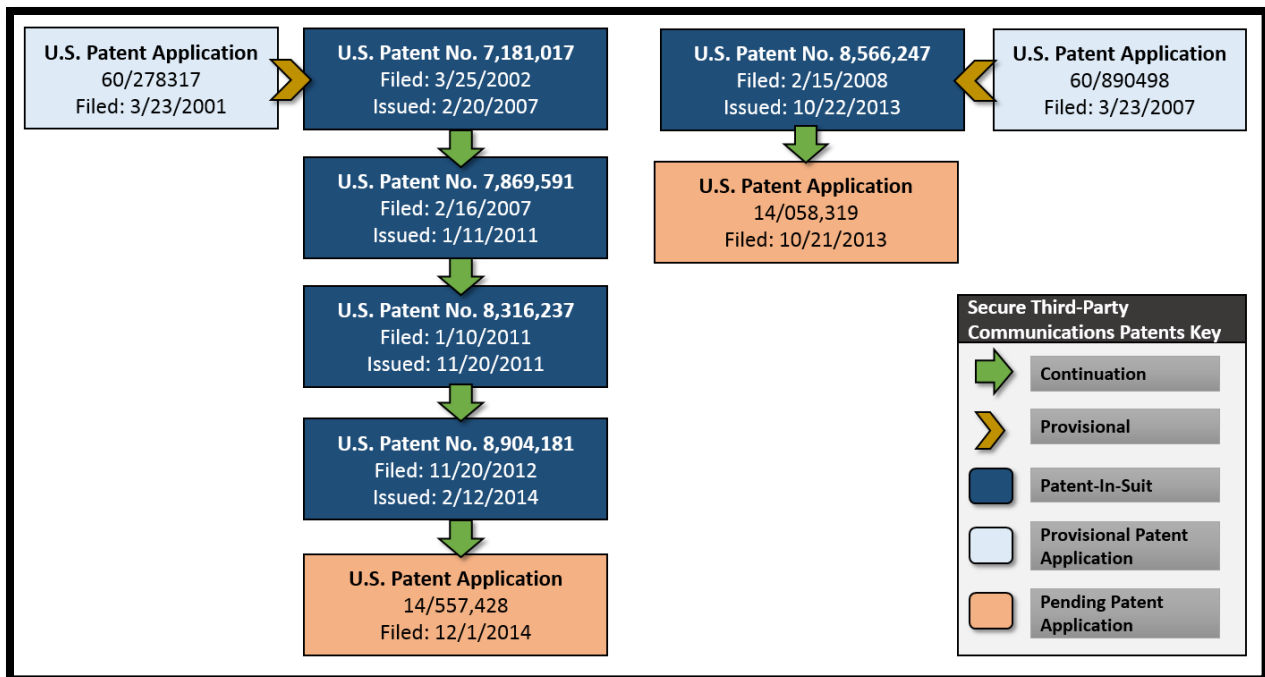 U.S. Patent Application
60/278317
Filed: 3/23/2001
U.S. Patent No. 7,181,017
Filed: 3/25/2002
Issued: 2/20/2007
U.S. Patent No. 7,869,591
Filed: 2/16/2007
Issued: 1/11/2011
U.S. Patent No. 8,316,237
Filed: 1/10/2011
Issued: 11/20/2011
U.S. Patent No. 8,904,181
Filed: 11/20/2012
Issued: 2/12/2014
U.S. Patent Application
14/557,428
Filed: 12/1/2014
U.S. Patent No. 8,566,247
Filed: 2/15/2008
Issued: 10/22/2013
U.S. Patent Application
60/890498
Filed: 3/23/2007
U.S. Patent Application
14/058,319
Filed: 10/21/2013
Secure Third-Party
Communications Patents Key
Continuation
Provisional
Patent-In-Suit
Provisional Patent
Application
Pending Patent
Application